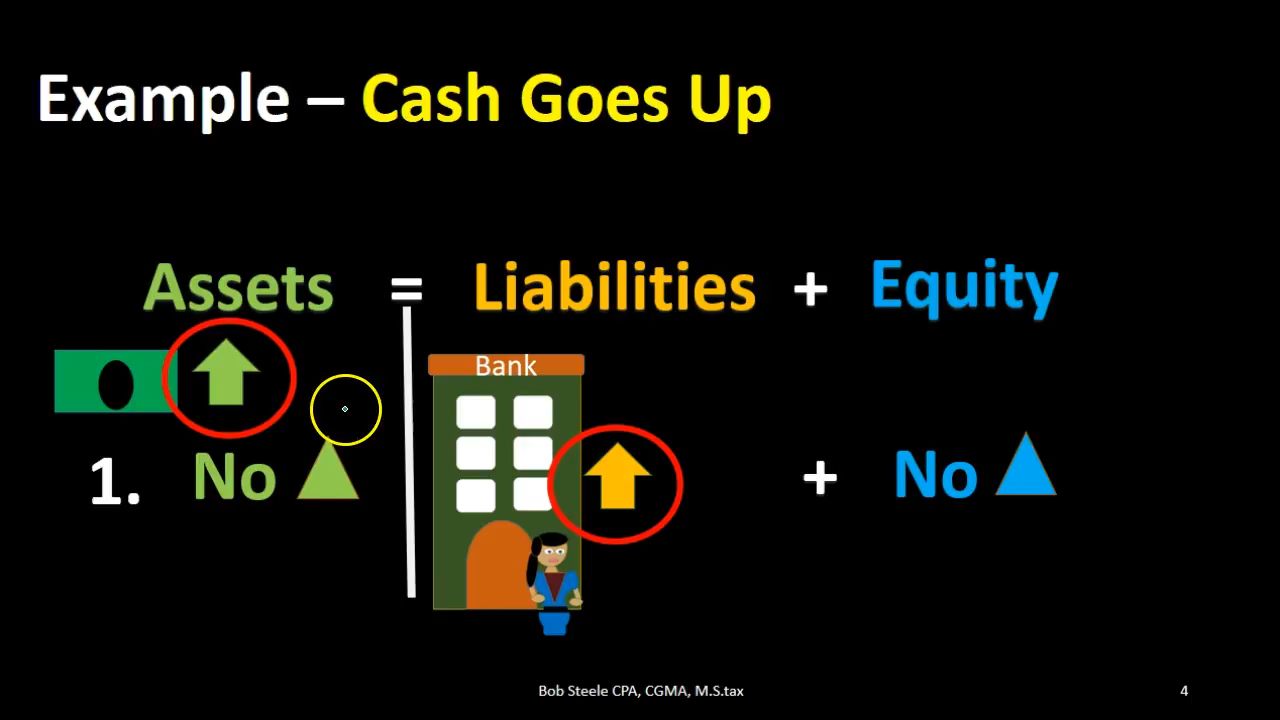 Example – Cash Goes Up
Assets = Liabilities + Equity
Bank
1. No + No
Bob Steele CPA, CGMA, M.S.tax
4